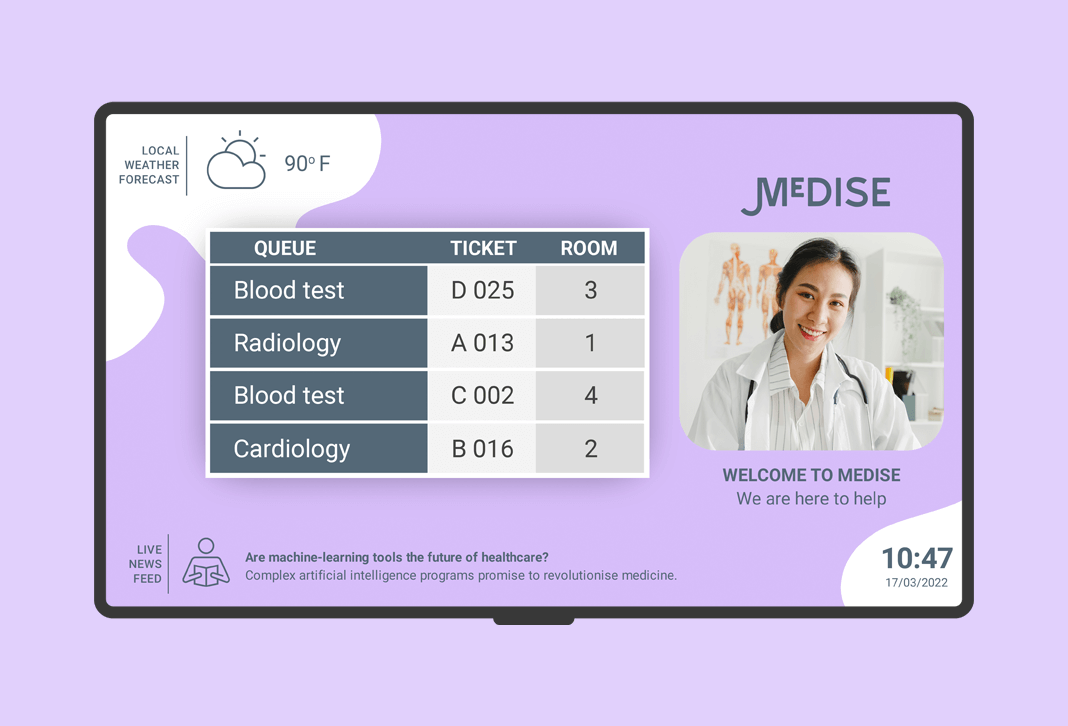 LOCAL
WEATHER
FORECAST
90º F
MEDISE
QUEUE TICKET ROOM
Blood test D 025 3
Radiology A 013 1
Blood test C 002 4
Cardiology B 016 2
WELCOME TO MEDISE
We are here to help
LIVE
NEWS
FEED
Are machine-learning tools the future of healthcare?
Complex artificial intelligence programs promise to revolutionise medicine.
10:47
17/03/2022